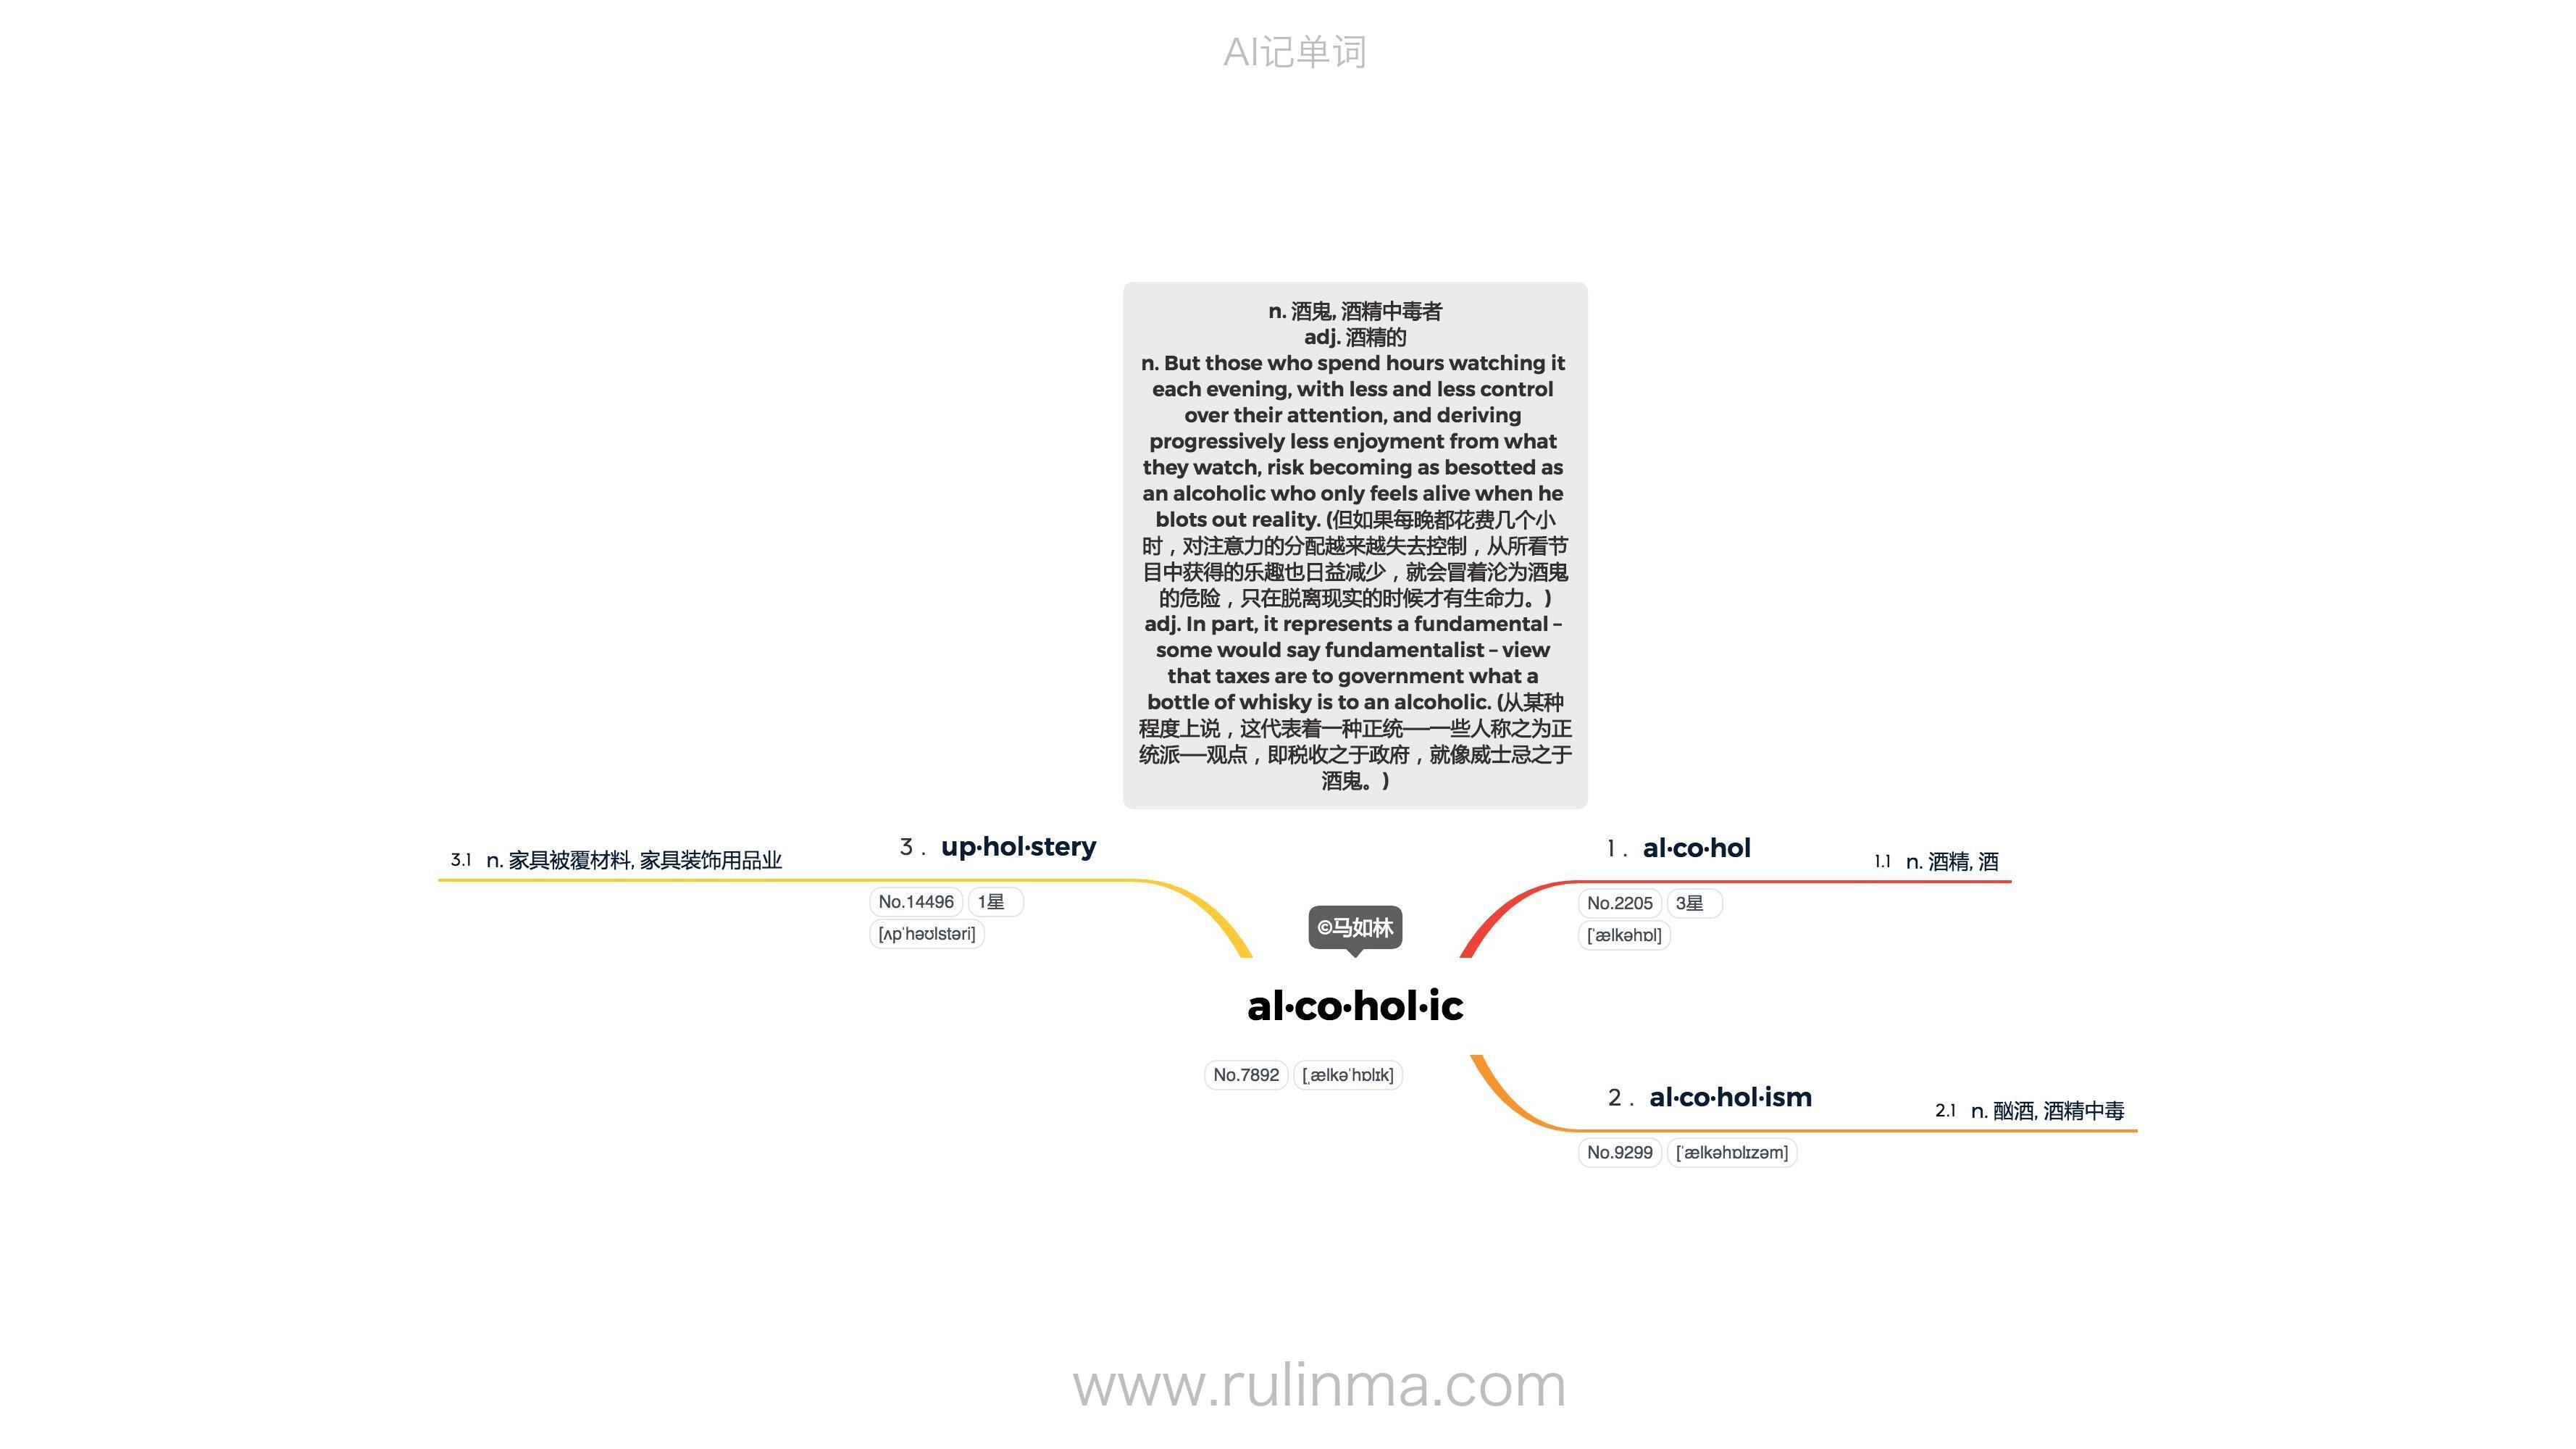 AI记单词
n. 酒鬼, 酒精中毒者
adj. 酒精的
n. But those who spend hours watching it
each evening, with less and less control
over their attention, and deriving
progressively less enjoyment from what
they watch, risk becoming as besotted as
an alcoholic who only feels alive when he
blots out reality. (但如果每晚都花费几个小
时，对注意力的分配越来越失去控制，从所看节
目中获得的乐趣也日益减少，就会冒着沦为酒鬼
的危险，只在脱离现实的时候才有生命力。)
adj. In part, it represents a fundamental –
some would say fundamentalist – view
that taxes are to government what a
bottle of whisky is to an alcoholic. (从某种
程度上说，这代表着一种正统——一些人称之为正
统派——观点，即税收之于政府，就像威士忌之于
酒鬼。)
3.1 n. 家具被覆材料, 家具装饰用品业
3 . up·hol·stery
No.14496 1星
[ʌpˈhəʊlstəri]
1 . al·co·hol
1.1 n. 酒精, 酒
No.2205 3星
[ˈælkəhɒl]
©马如林
al·co·hol·ic
No.7892 [ˌælkəˈhɒlɪk]
2 . al·co·hol·ism
2.1 n. 酗酒, 酒精中毒
No.9299 [ˈælkəhɒlɪzəm]
www.rulinma.com